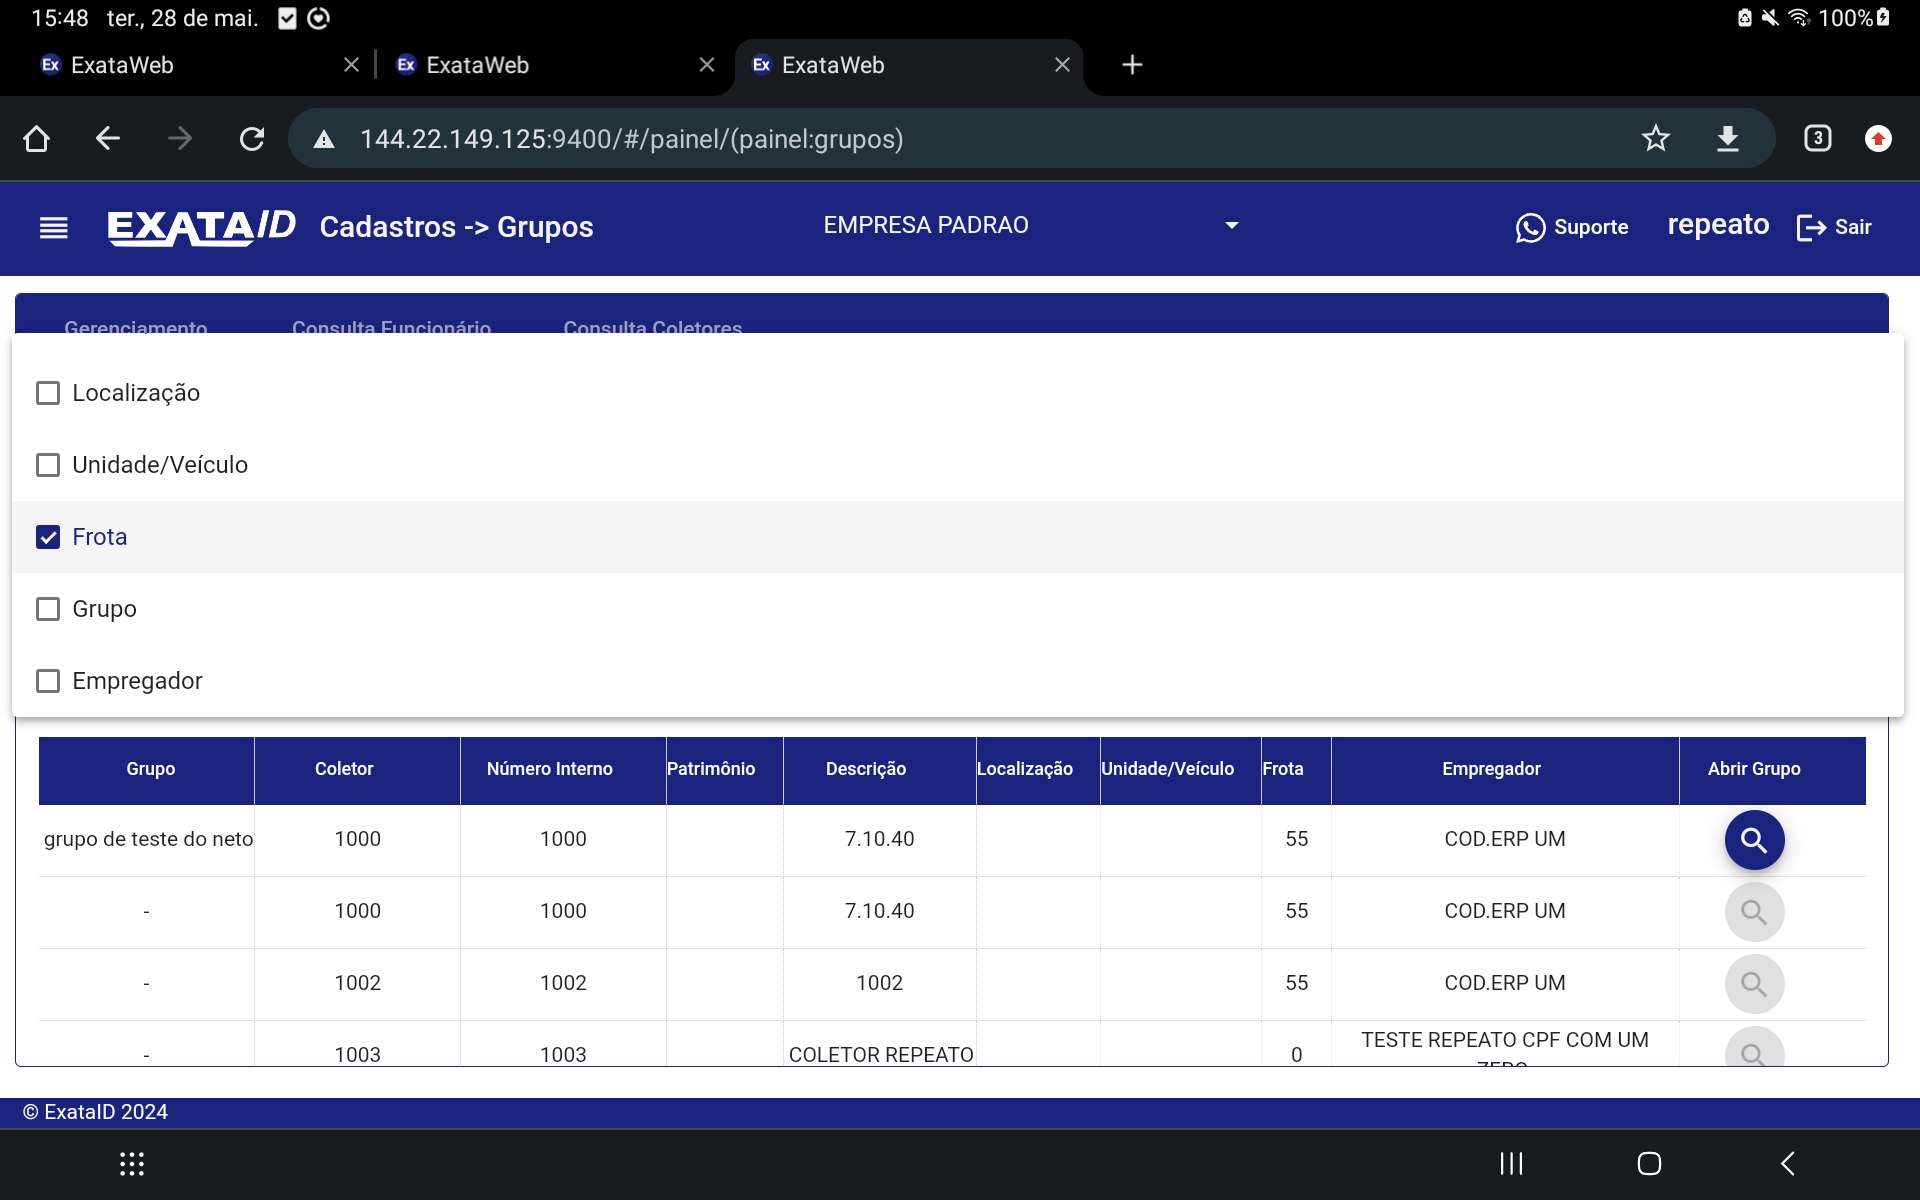 15:48 ter., 28 de mai. 100%
Ex ExataWeb Ex ExataWeb Ex ExataWeb
144.22.149.125:9400/#/painel/(painel:grupos) 3
EXATAID Cadastros -> Grupos EMPRESA PADRAO Suporte repeato Sair
Gerenciamento Consulta Funcionário Consulta Coletores
Localização
Unidade/Veículo
Frota
Grupo
Empregador
Grupo Coletor Número Interno Patrimônio Descrição Localização Unidade/Veículo Frota Empregador Abrir Grupo
grupo de teste do neto 1000 1000 7.10.40 55 COD.ERP UM
- 1000 1000 7.10.40 55 COD.ERP UM
- 1002 1002 1002 55 COD.ERP UM
- 1003 1003 COLETOR REPEATO 0 TESTE REPEATO CPF COM UM
ZERO
© ExataID 2024